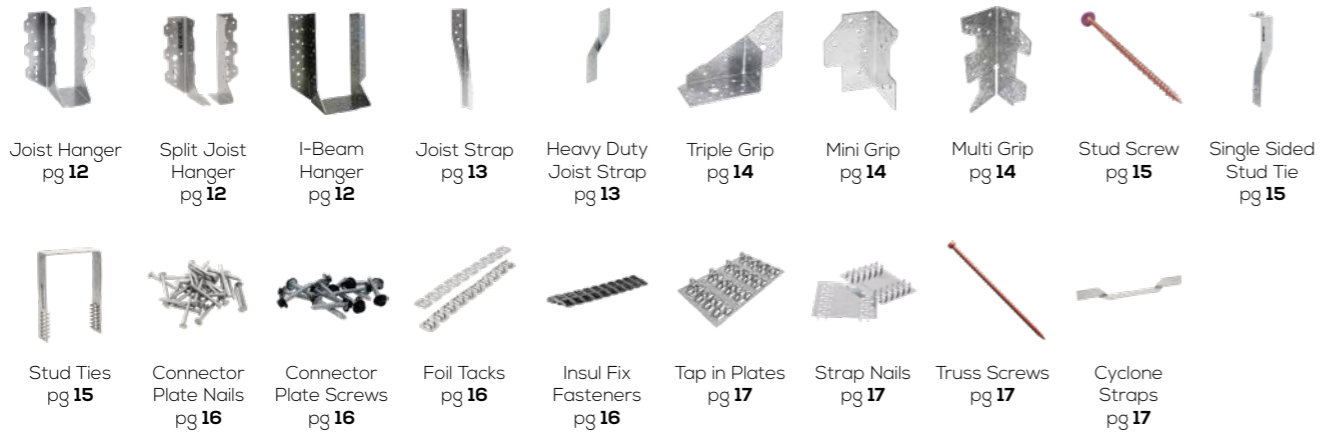 Joist Hanger
pg 12
Split Joist
Hanger
pg 12
I-Beam
Hanger
pg 12
Joist Strap
pg 13
Heavy Duty
Joist Strap
pg 13
Triple Grip
pg 14
Mini Grip
pg 14
Multi Grip
pg 14
Stud Screw
pg 15
Single Sided
Stud Tie
pg 15
Stud Ties
pg 15
Connector
Plate Nails
pg 16
Connector
Plate Screws
pg 16
Foil Tacks
pg 16
Insul Fix
Fasteners
pg 16
Tap in Plates
pg 17
Strap Nails
pg 17
Truss Screws
pg 17
Cyclone
Straps
pg 17